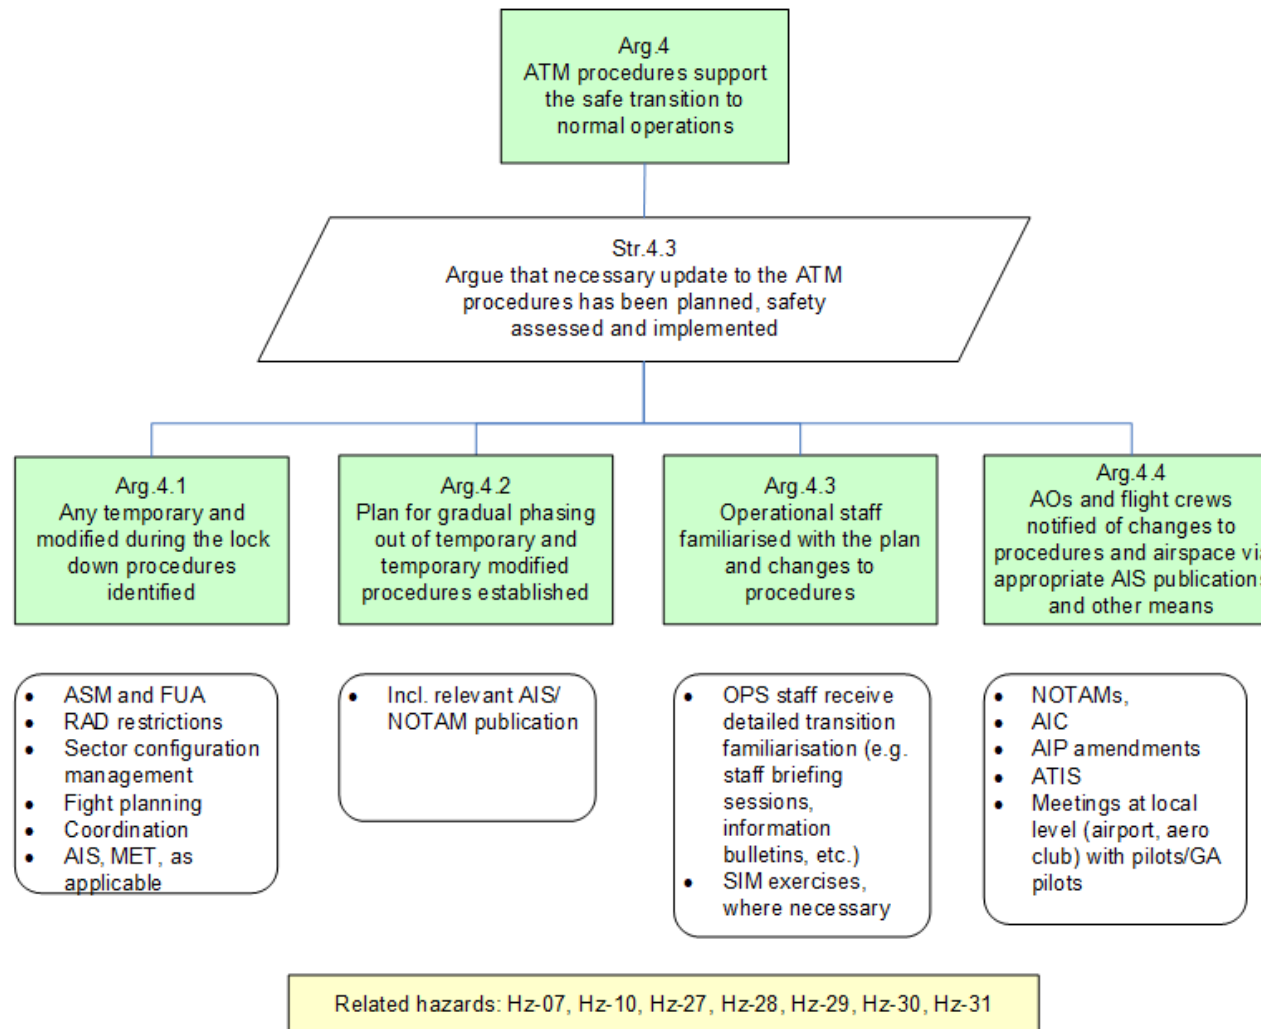 Arg.4
ATM procedures support
the safe transition to
normal operations
Str.4.3
Argue that necessary update to the ATM
procedures has been planned, safety
assessed and implemented
Arg.4.1
Any temporary and
modified during the lock
down procedures
identified
Arg.4.2
Plan for gradual phasing
out of temporary and
temporary modified
procedures established
Arg.4.3
Operational staff
familiarised with the plan
and changes to
procedures
Arg.4.4
AOs and flight crews
notified of changes to
procedures and airspace via
appropriate AIS publications
and other means
• ASM and FUA
• RAD restrictions
• Sector configuration
management
• Fight planning
• Coordination
• AIS, MET, as
applicable
• Incl. relevant AIS/
NOTAM publication
• OPS staff receive
detailed transition
familiarisation (e.g.
staff briefing
sessions,
information
bulletins, etc.)
• SIM exercises,
where necessary
• NOTAMs,
• AIC
• AIP amendments
• ATIS
• Meetings at local
level (airport, aero
club) with pilots/GA
pilots
Related hazards: Hz-07, Hz-10, Hz-27, Hz-28, Hz-29, Hz-30, Hz-31